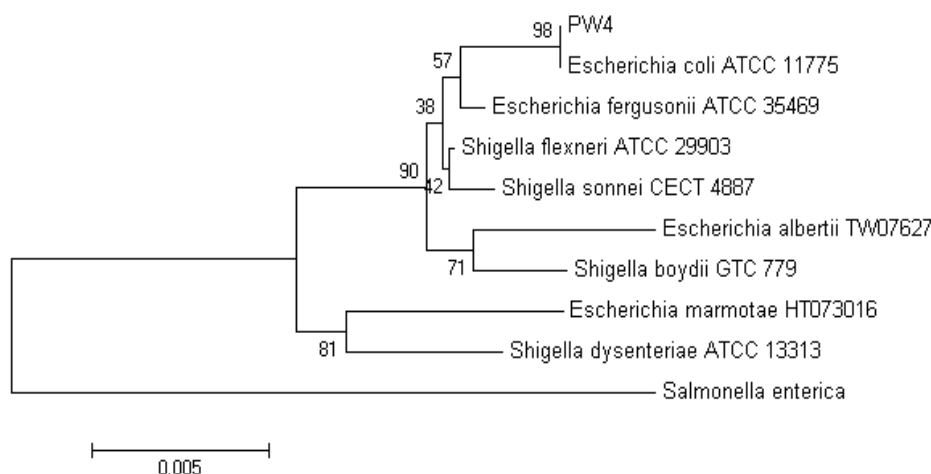 98
PW4
Escherichia coli ATCC 11775
57
Escherichia fergusonii ATCC 35469
38
Shigella flexneri ATCC 29903
90
42
Shigella sonnei CECT 4887
Escherichia albertii TW07627
71
Shigella boydii GTC 779
Escherichia marmotae HT073016
81
Shigella dysenteriae ATCC 13313
Salmonella enterica
0.005